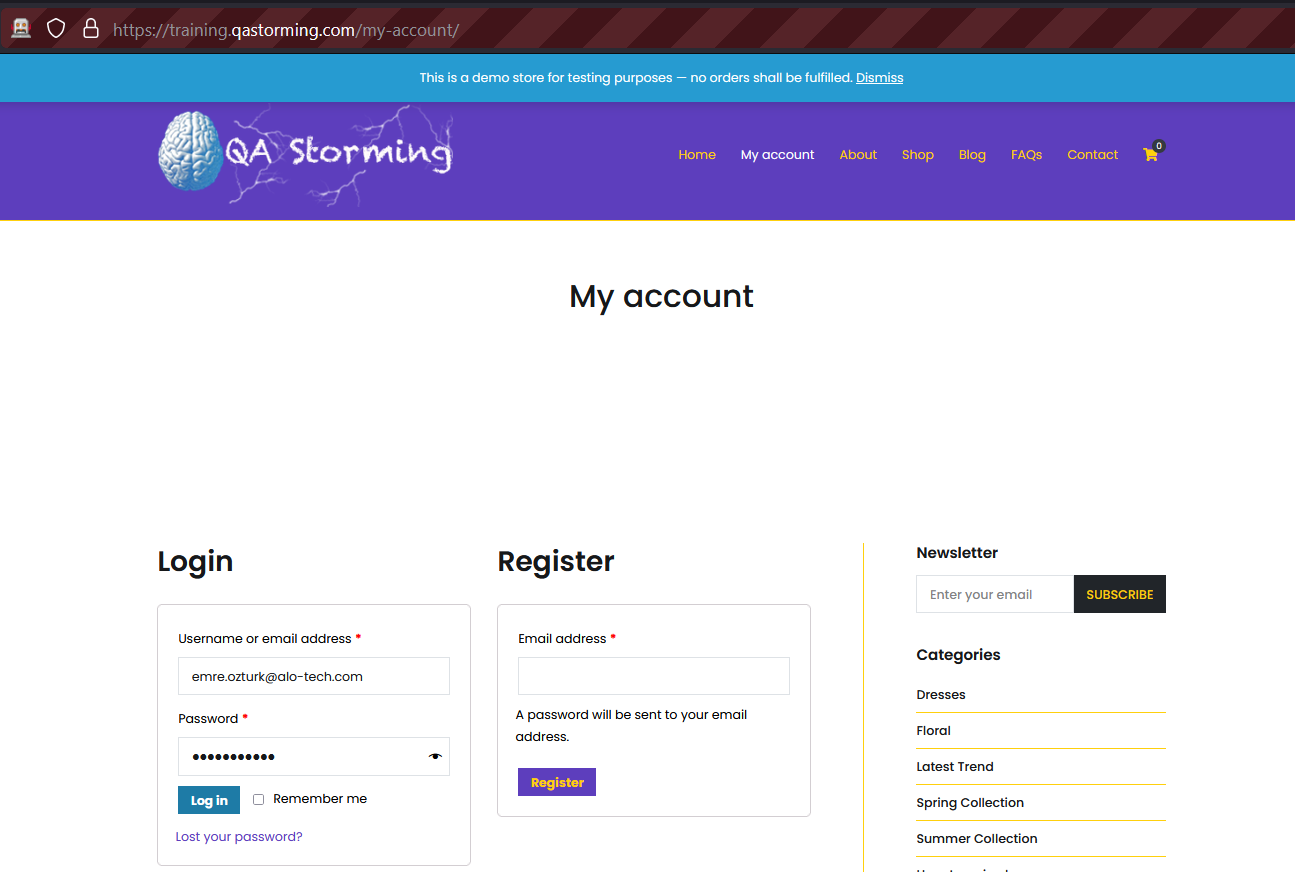 https://training.qastorming.com/my-account/
This is a demo store for testing purposes — no orders shall be fulfilled. Dismiss
QA Storming
Home My account About Shop Blog FAQs Contact 0
My account
Login
Username or email address *
emre.ozturk@alo-tech.com
Password *
Log in Remember me
Lost your password?
Register
Email address *
A password will be sent to your email
address.
Register
Newsletter
Enter your email SUBSCRIBE
Categories
Dresses
Floral
Latest Trend
Spring Collection
Summer Collection